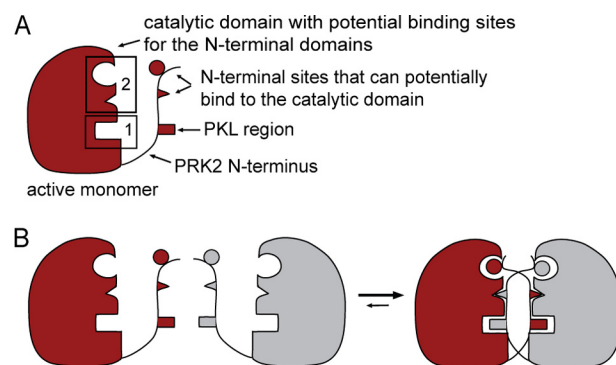 A
catalytic domain with potential binding sites
for the N-terminal domains
2
N-terminal sites that can potentially
bind to the catalytic domain
1
PKL region
PRK2 N-terminus
active monomer
B